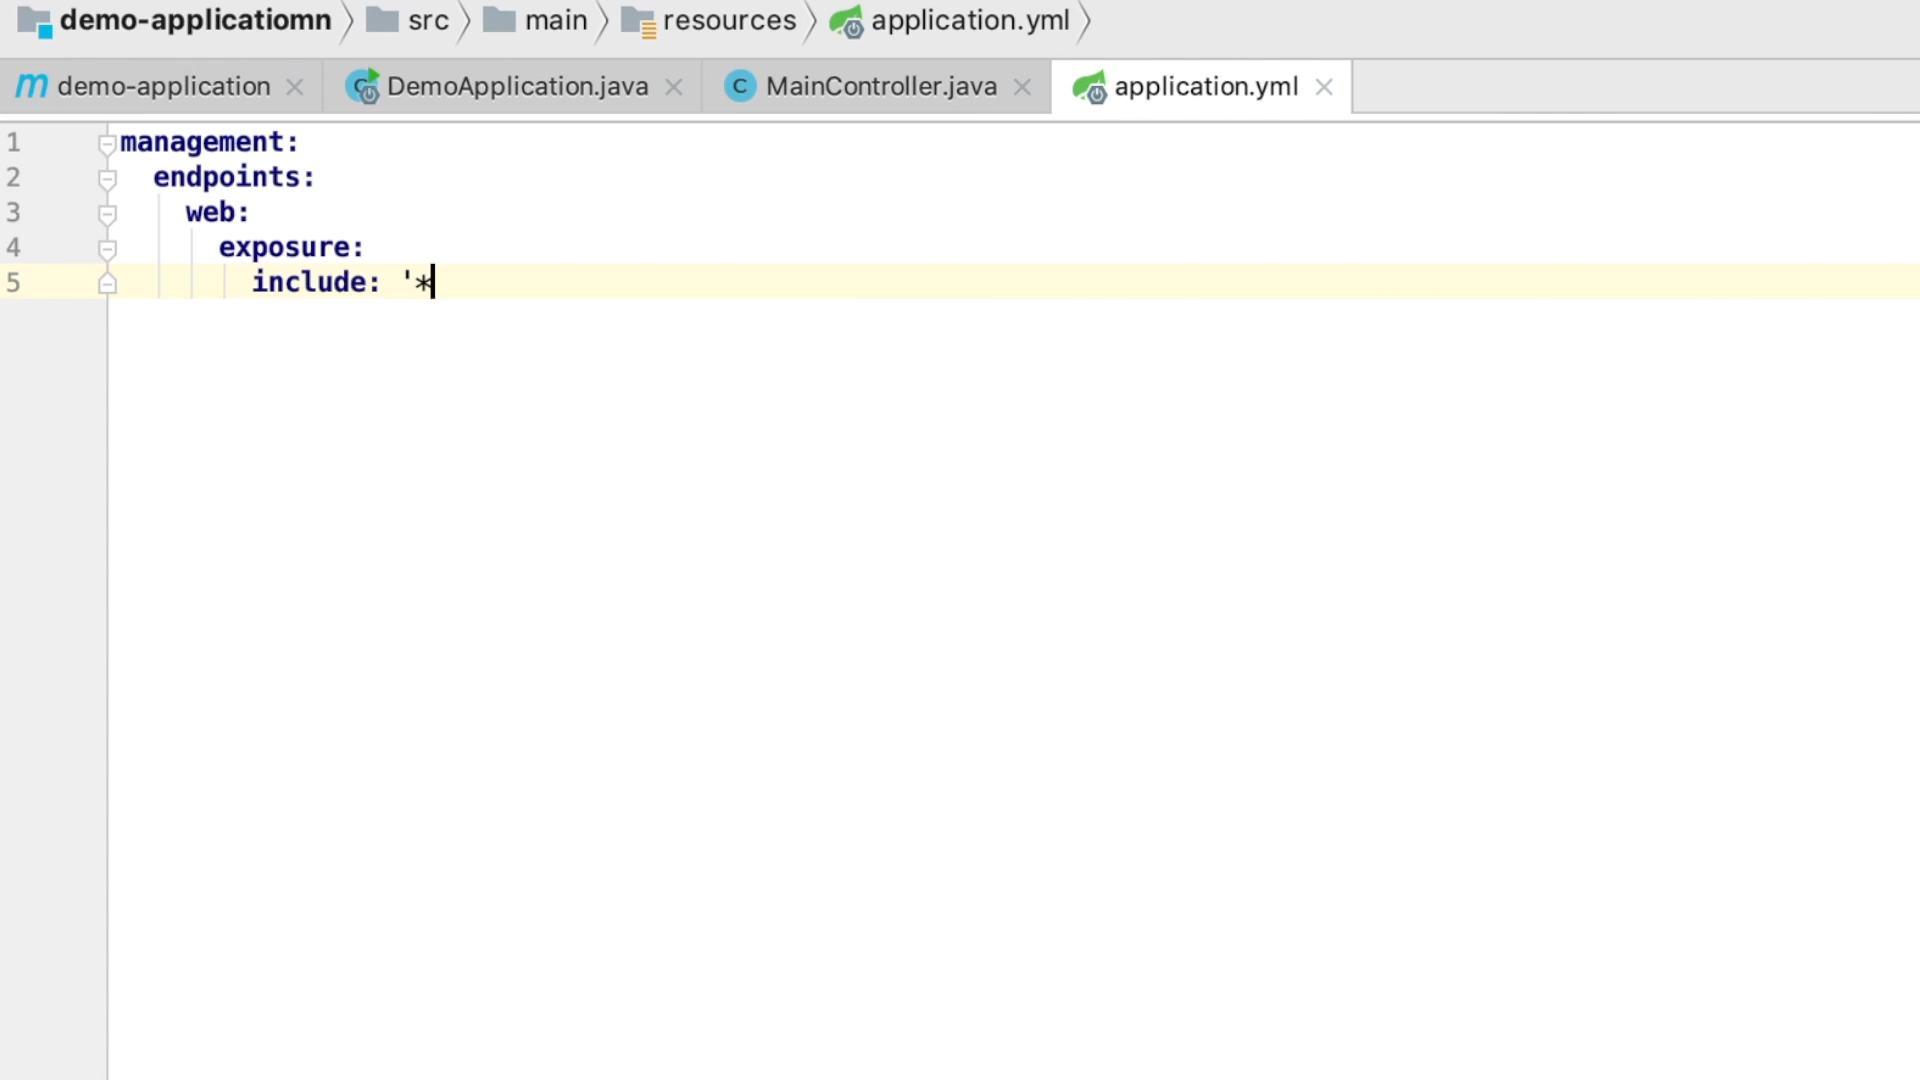 demo-applicatiomn src main resources application.yml
m demo-application C DemoApplication.java C MainController.java application.yml
1 management:
2 endpoints:
3 web:
4 exposure:
5 include: '*